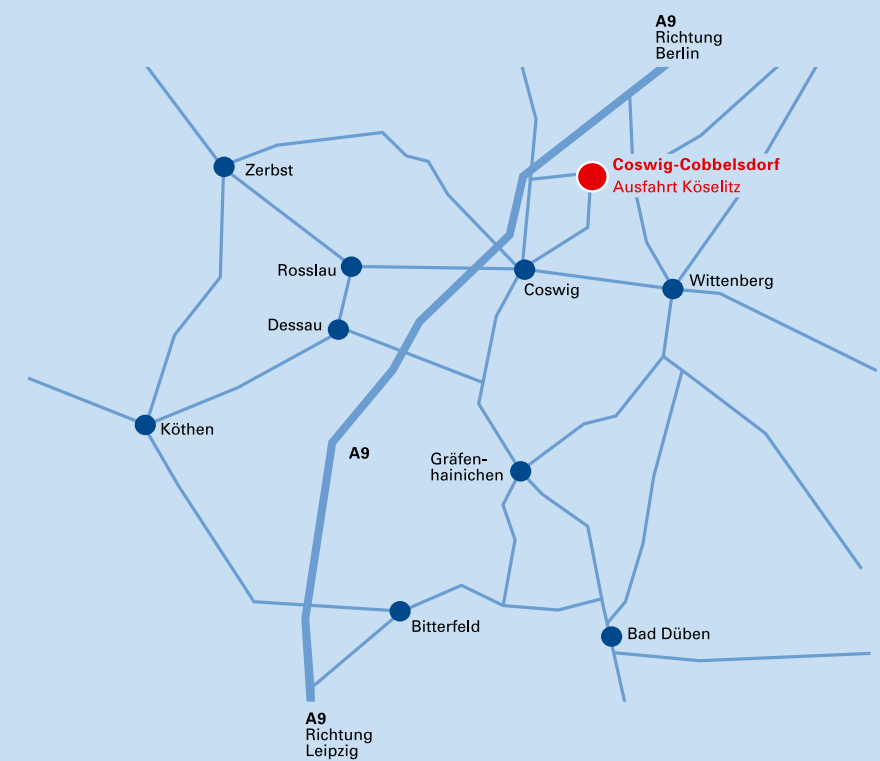 A9
Richtung
Berlin
Coswig-Cobbelsdorf
Ausfahrt Köselitz
Zerbst
Rosslau
Coswig
Wittenberg
Dessau
Köthen
A9
Gräfen-
hainichen
Bitterfeld
Bad Düben
A9
Richtung
Leipzig